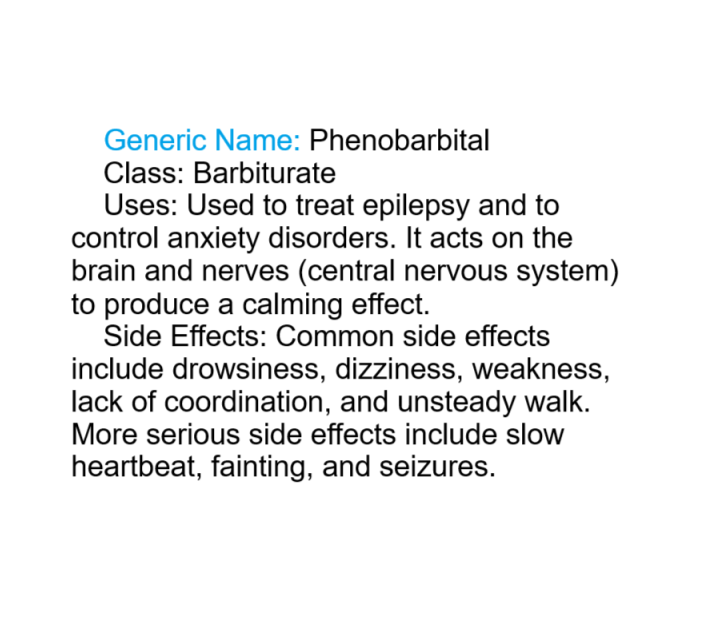 Generic Name: Phenobarbital
Class: Barbiturate
Uses: Used to treat epilepsy and to
control anxiety disorders. It acts on the
brain and nerves (central nervous system)
to produce a calming effect.
Side Effects: Common side effects
include drowsiness, dizziness, weakness,
lack of coordination, and unsteady walk.
More serious side effects include slow
heartbeat, fainting, and seizures.